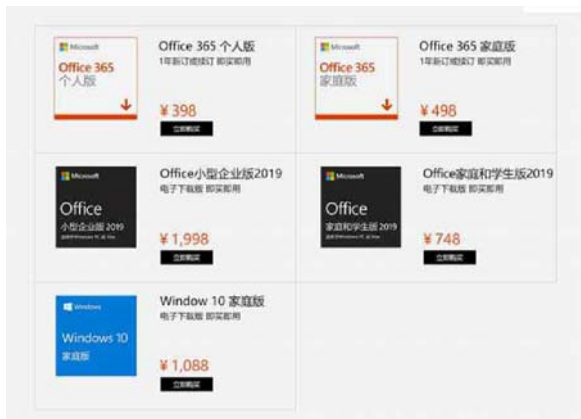 Microsoft
Office 365
个人版
Office 365 个人版
1年新订或续订 即买即用
¥ 398
立即购买
Microsoft
Office 365
家庭版
Office 365 家庭版
1年新订或续订 即买即用
¥ 498
立即购买
Microsoft
Office
小型企业版 2019
Office小型企业版2019
电子下载版 即买即用
¥ 1,998
立即购买
Microsoft
Office
家庭和学生版 2019
Office家庭和学生版2019
电子下载版 即买即用
¥ 748
立即购买
Windows
Windows 10
家庭版
Window 10 家庭版
电子下载版 即买即用
¥ 1,088
立即购买